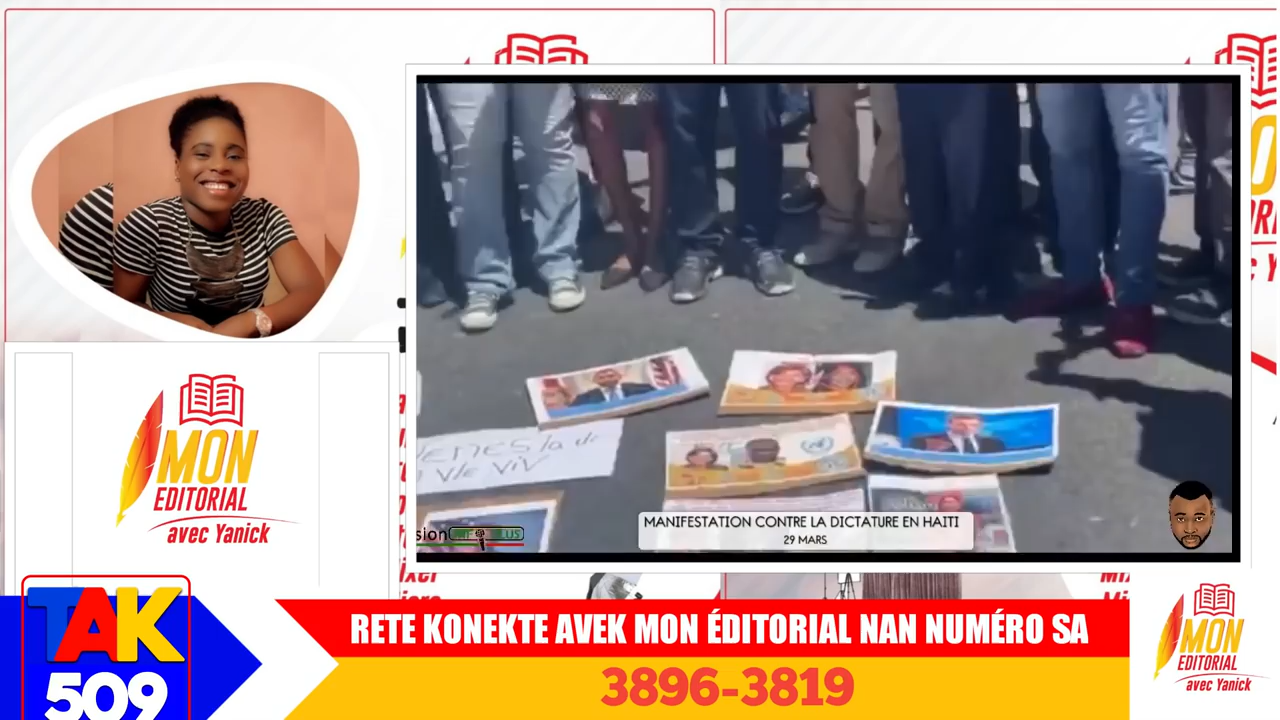 MON
EDITORIAL
avec Yanick
MANIFESTATION CONTRE LA DICTATURE EN HAITI
29 MARS
TAK
509
RETE KONEKTE AVEK MON ÉDITORIAL NAN NUMÉRO SA
3896-3819
MON
EDITORIAL
avec Yanick